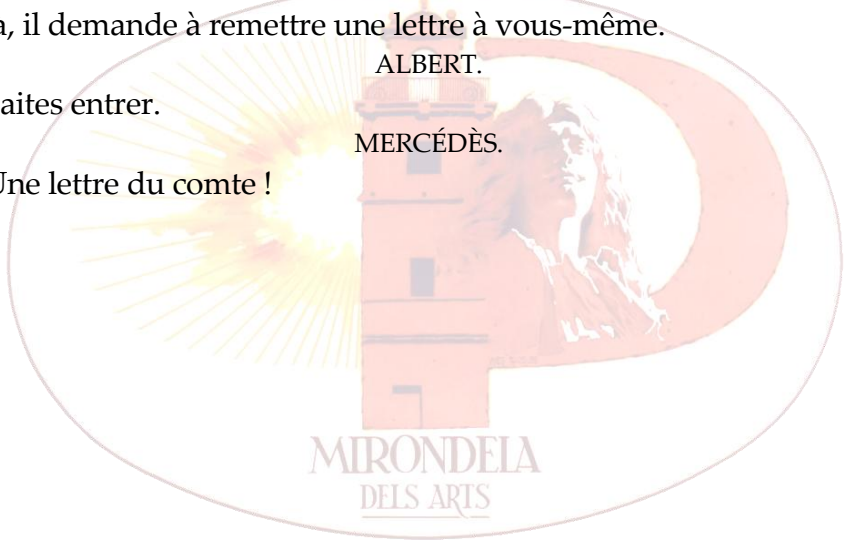 a, il demande à remettre une lettre à vous-même.
ALBERT.
aites entrer.
MERCÉDÈS.
Une lettre du comte !
MIRONDELA
DELS ARTS